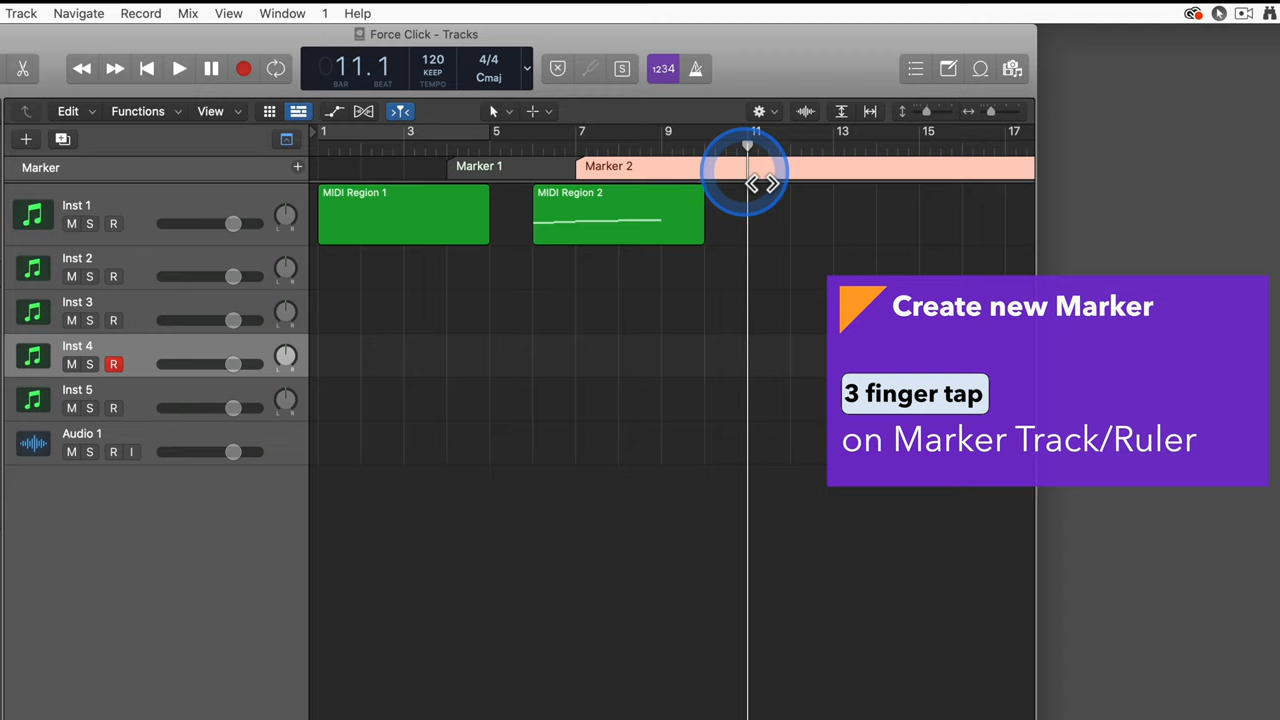 Track Navigate Record Mix View Window 1 Help
Force Click - Tracks
011.1 120 4/4
KEEP Cmaj
BAR BEAT TEMPO
S 1234
Edit Functions View
1 3 5 7 9 11 13 15 17
Marker + Marker 1 Marker 2
MIDI Region 1 MIDI Region 2
Inst 1
M S R L R
Inst 2
M S R L R
Inst 3
M S R L R
Inst 4
M S R L R
Inst 5
M S R L R
Audio 1
M S R I
Create new Marker
3 finger tap
on Marker Track/Ruler